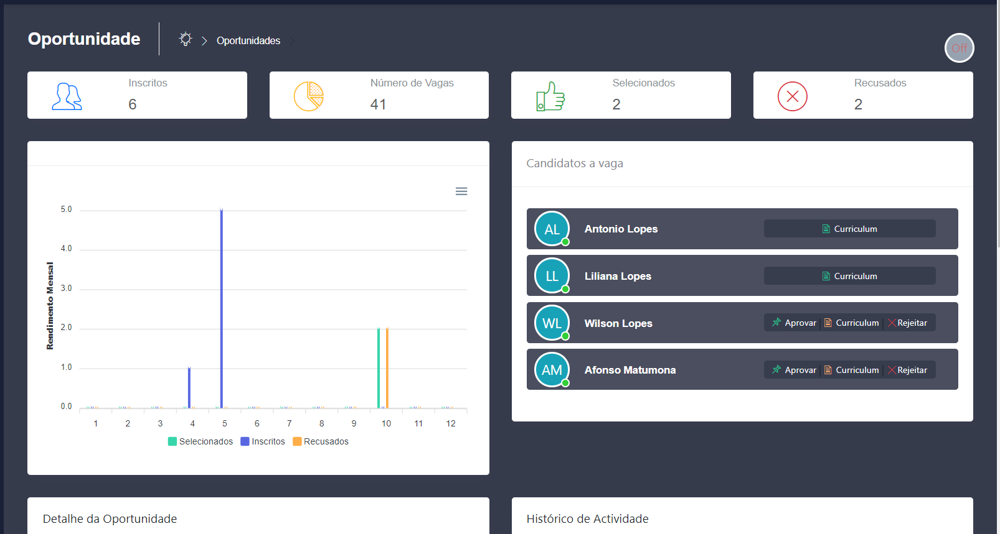 Oportunidade
Oportunidades
Off
Inscritos
6
Número de Vagas
41
Selecionados
2
Recusados
2
Rendimento Mensal
5.0
4.0
3.0
2.0
1.0
0.0
1 2 3 4 5 6 7 8 9 10 11 12
Selecionados Inscritos Recusados
Candidatos a vaga
AL Antonio Lopes Curriculum
LL Liliana Lopes Curriculum
WL Wilson Lopes Aprovar Curriculum Rejeitar
AM Afonso Matumona Aprovar Curriculum Rejeitar
Detalhe da Oportunidade
Histórico de Actividade